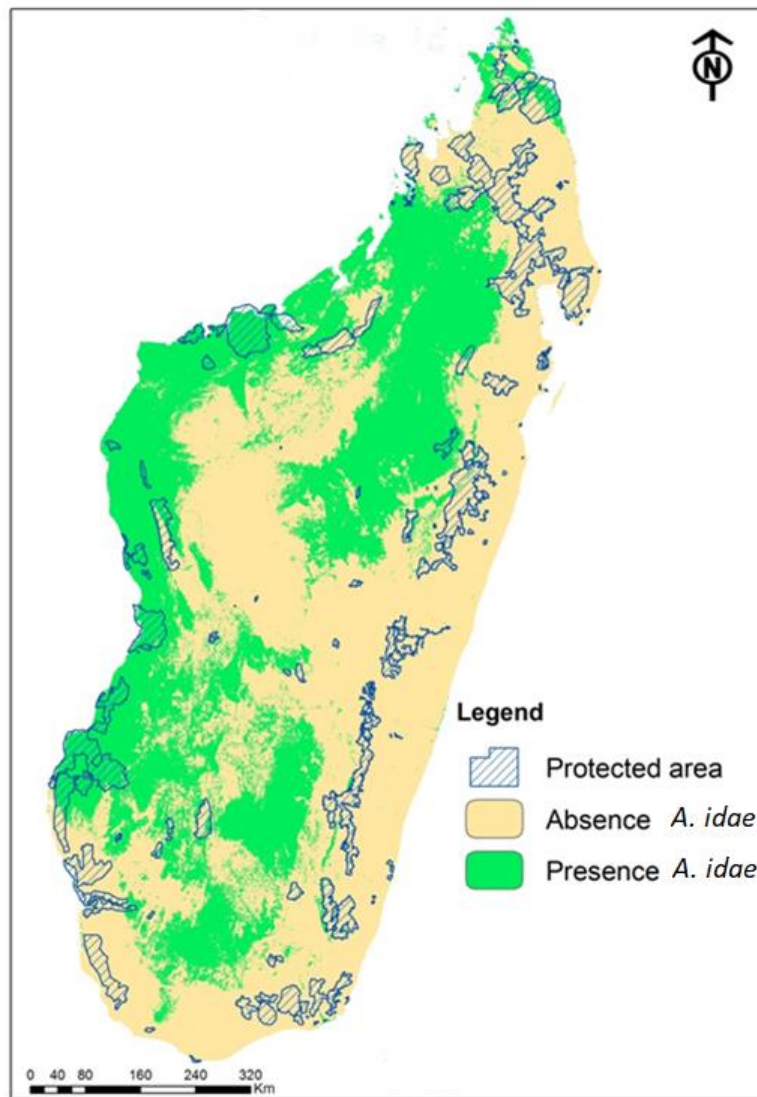 N
Legend
Protected area
Absence A. idae
Presence A. idae
0 40 80 160 240 320
Km